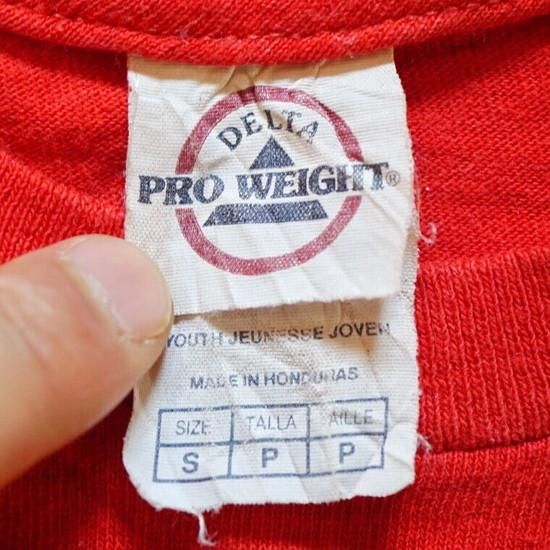 DELTA
PRO WEIGHT®
YOUTH JEUNESSE JOVEN
MADE IN HONDURAS
SIZE TALLA AILLE
S P P